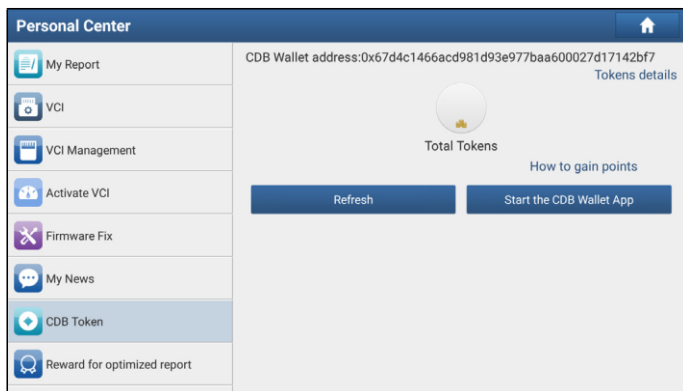 Personal Center
My Report
VCI
VCI Management
Activate VCI
Firmware Fix
My News
CDB Token
Reward for optimized report
CDB Wallet address:0x67d4c1466acd981d93e977baa600027d17142bf7
Tokens details
Total Tokens
How to gain points
Refresh
Start the CDB Wallet App